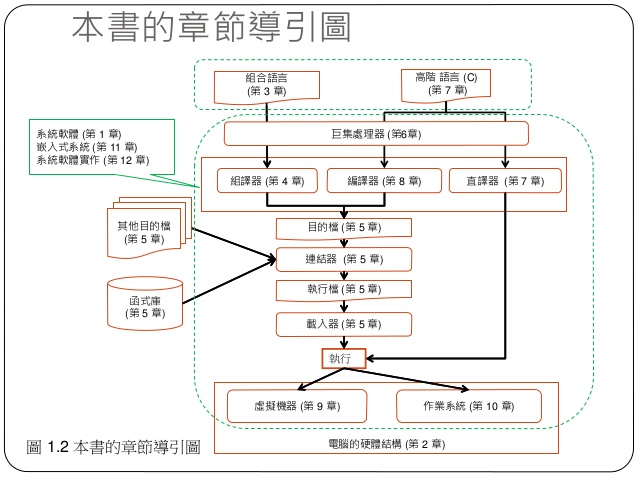 本書的章節導引圖
組合語言
(第 3 章)
高階 語言 (C)
(第 7 章)
系統軟體 (第 1 章)
嵌入式系統 (第 11 章)
系統軟體實作 (第 12 章)
巨集處理器 (第6章)
組譯器 (第 4 章)
編譯器 (第 8 章)
直譯器 (第 7 章)
其他目的檔
(第 5 章)
目的檔 (第 5 章)
連結器 (第 5 章)
函式庫
(第 5 章)
執行檔 (第 5 章)
載入器 (第 5 章)
執行
虛擬機器 (第 9 章)
作業系統 (第 10 章)
電腦的硬體結構 (第 2 章)
圖 1.2 本書的章節導引圖